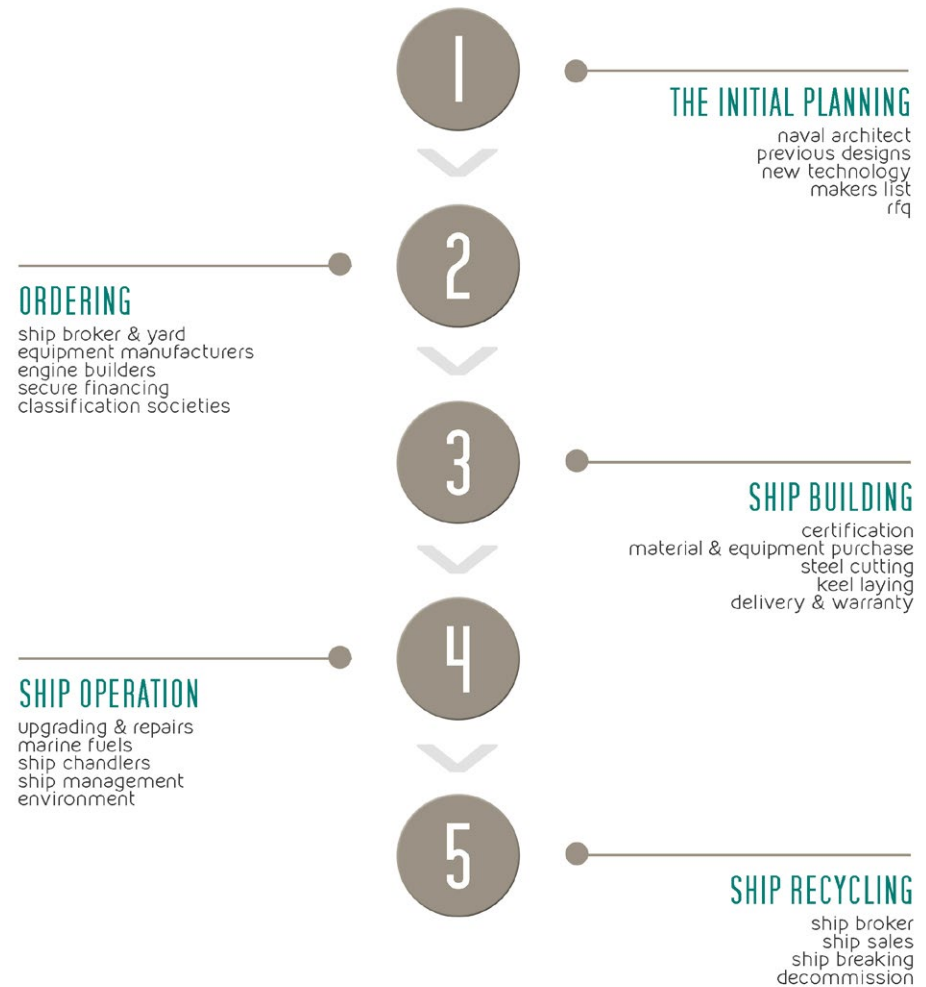 1
THE INITIAL PLANNING
naval architect
previous designs
new technology
makers list
rfq
2
ORDERING
ship broker & yard
equipment manufacturers
engine builders
secure financing
classification societies
3
SHIP BUILDING
certification
material & equipment purchase
steel cutting
keel laying
delivery & warranty
4
SHIP OPERATION
upgrading & repairs
marine fuels
ship chandlers
ship management
environment
5
SHIP RECYCLING
ship broker
ship sales
ship breaking
decommission